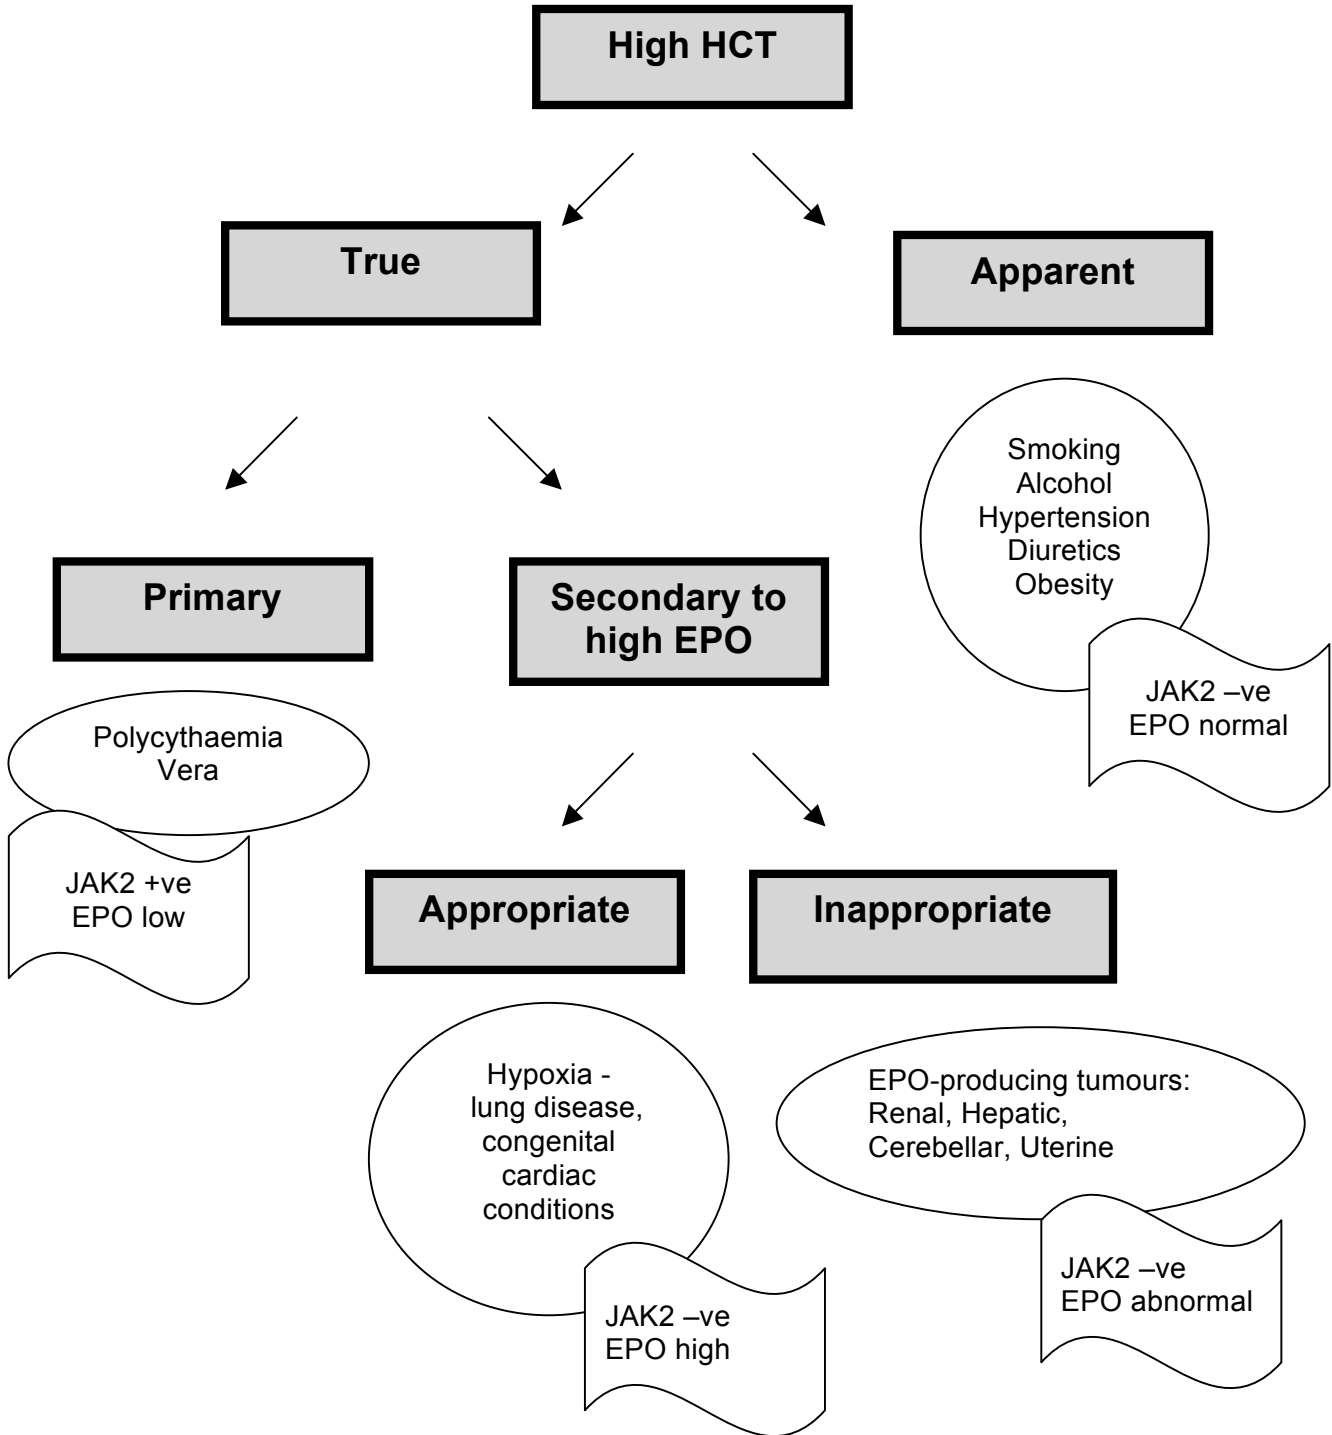 High HCT
True
Apparent
Smoking
Alcohol
Hypertension
Diuretics
Obesity
JAK2 –ve
EPO normal
Primary
Secondary to
high EPO
Polycythaemia
Vera
JAK2 +ve
EPO low
Appropriate
Inappropriate
Hypoxia -
lung disease,
congenital
cardiac
conditions
JAK2 –ve
EPO high
EPO-producing tumours:
Renal, Hepatic,
Cerebellar, Uterine
JAK2 –ve
EPO abnormal